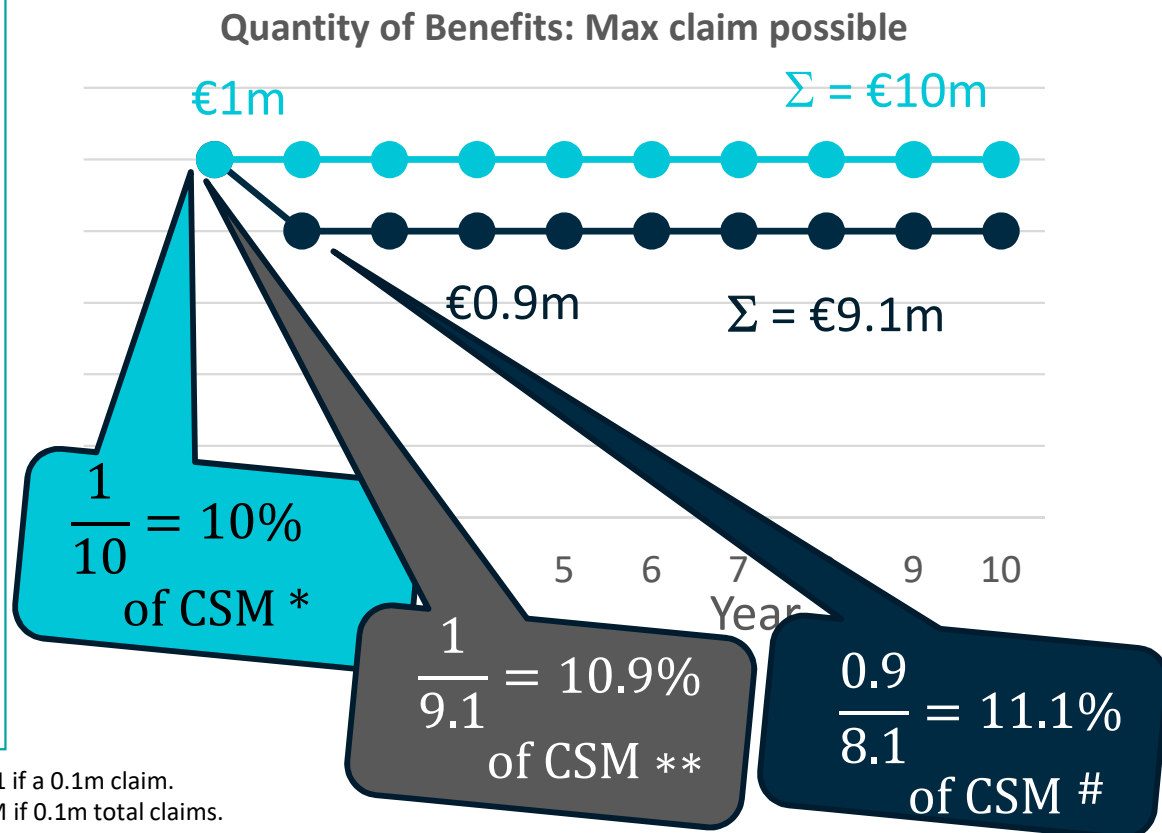 Quantity of Benefits: Max claim possible
€1m
Σ = €10m
€0.9m
Σ = €9.1m
5 6 7 9 10
Year
1
10
= 10%
of CSM *
1
9.1
= 10.9%
of CSM **
0.9
8.1
= 11.1%
of CSM #
if a 0.1m claim.
if 0.1m total claims.